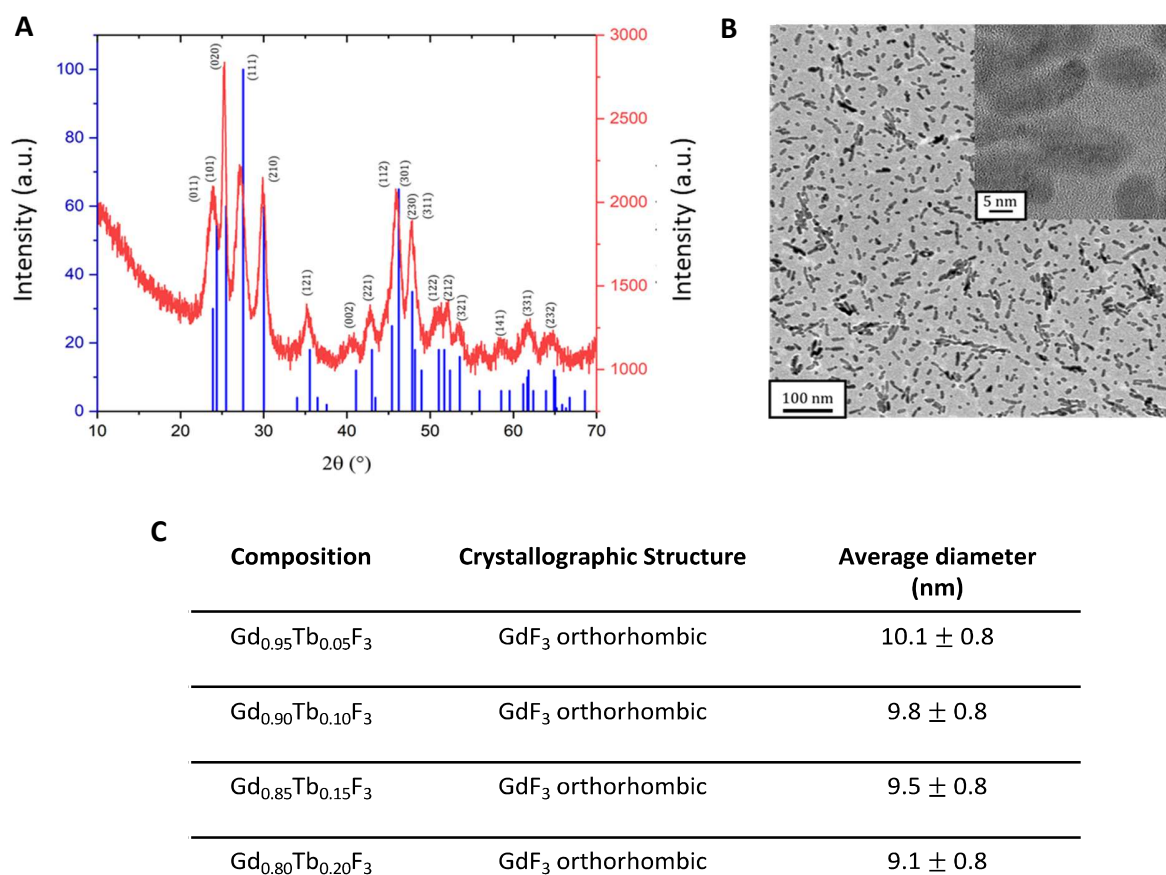 A
Intensity (a.u.)
100
80
60
40
20
0
3000
2500
2000
1500
1000
Intensity (a.u.)
(011)
(101)
(020)
(111)
(210)
(121)
(002)
(221)
(112)
(301)
(230)
(311)
(122)
(212)
(321)
(141)
(331)
(232)
10 20 30 40 50 60 70
2θ (°)
B
5 nm
100 nm
C
Composition Crystallographic Structure Average diameter
(nm)
Gd0.95Tb0.05F3 GdF3 orthorhombic 10.1 ± 0.8
Gd0.90Tb0.10F3 GdF3 orthorhombic 9.8 ± 0.8
Gd0.85Tb0.15F3 GdF3 orthorhombic 9.5 ± 0.8
Gd0.80Tb0.20F3 GdF3 orthorhombic 9.1 ± 0.8